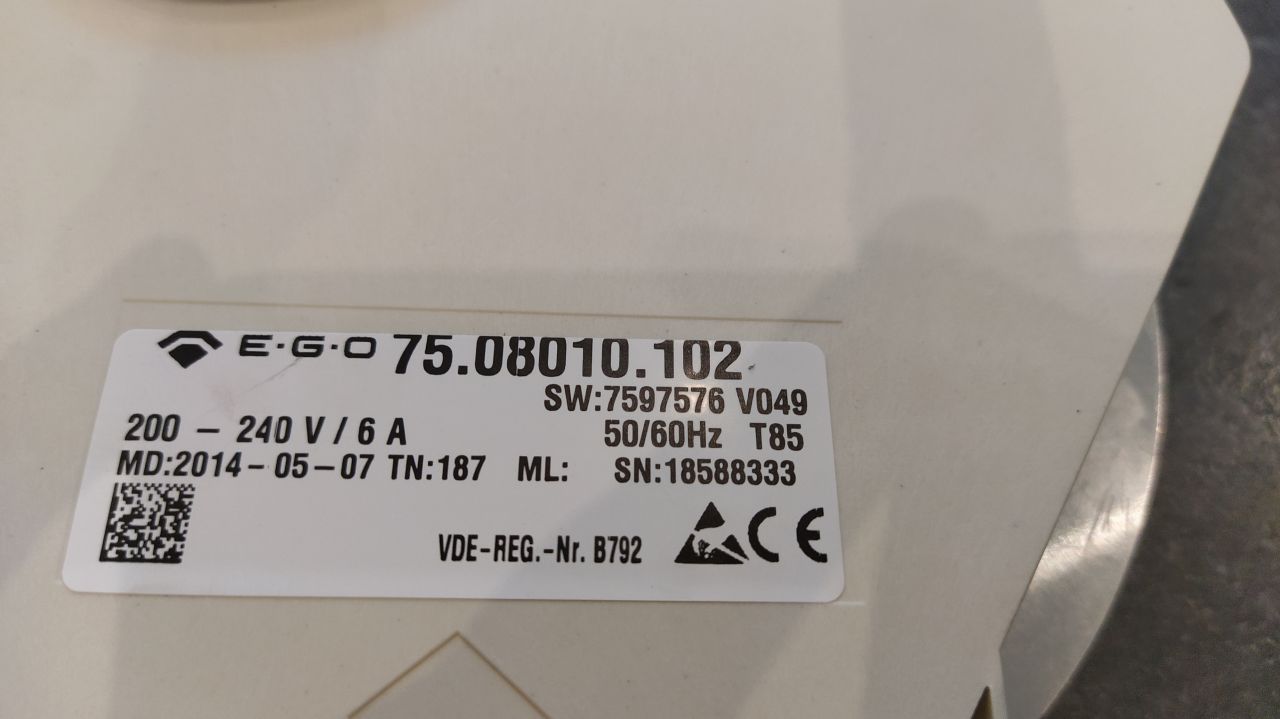 E·G·O 75.08010.102
SW:7597576 V049
200 – 240 V / 6 A 50/60Hz T85
MD:2014-05-07 TN:187 ML: SN:18588333
VDE-REG.-Nr. B792 CE